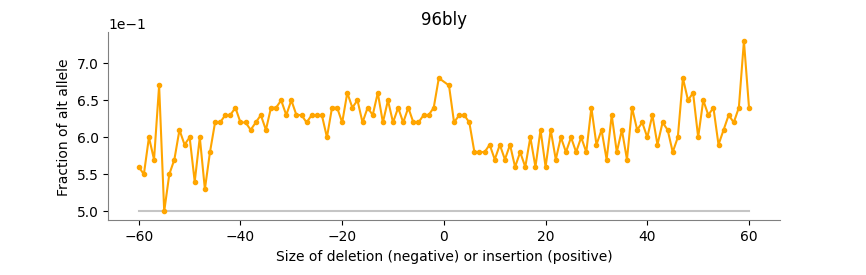 96bly
1e−1
7.0
6.5
6.0
5.5
5.0
Fraction of alt allele
−60 −40 −20 0 20 40 60
Size of deletion (negative) or insertion (positive)